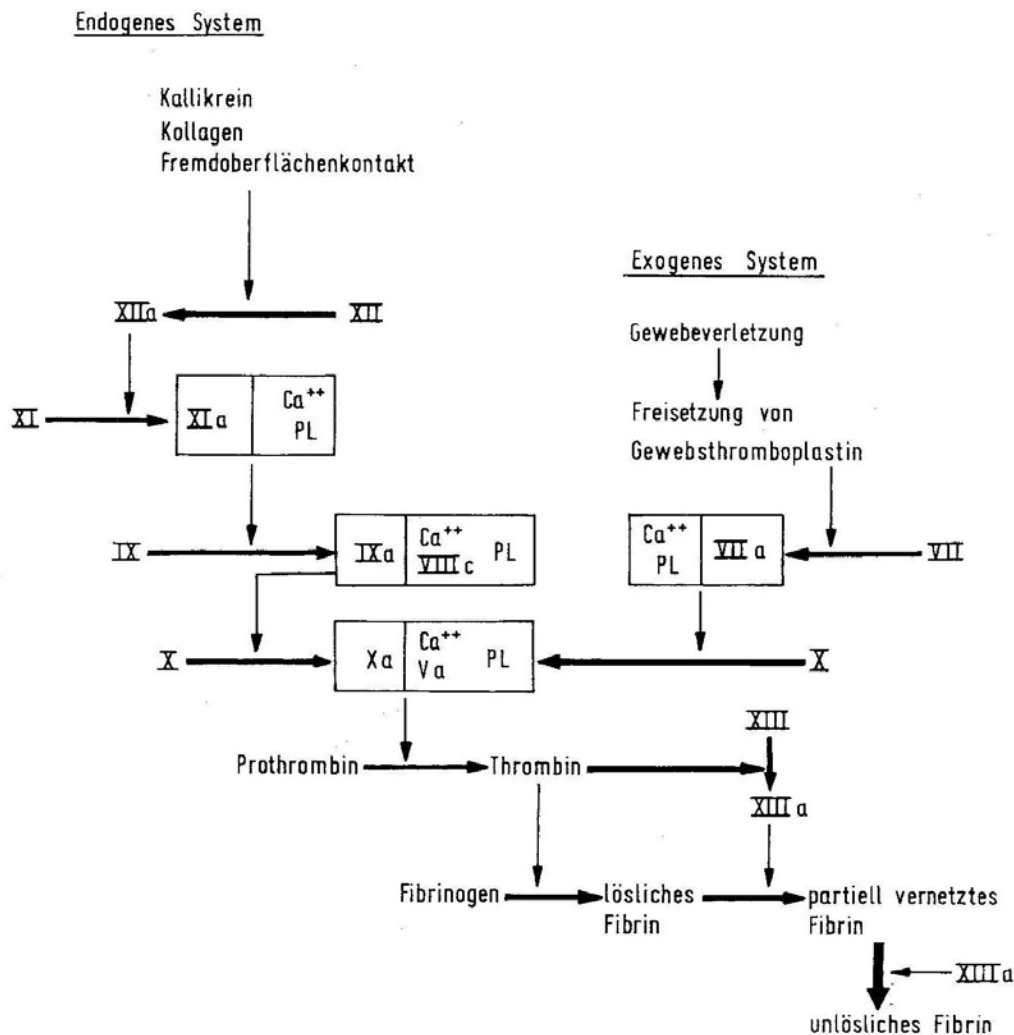 Endogenes System
Kallikrein
Kollagen
Fremdoberflächenkontakt
Exogenes System
XIIa XII
Gewebeverletzung
XI XIa Ca++
PL
Freisetzung von
Gewebsthromboplastin
IX IXa Ca++
VIIIc PL
Ca++
PL VIIa VII
X Xa Ca++
Va PL X
XIII
Prothrombin Thrombin
XIIIa
Fibrinogen lösliches
Fibrin
partiell vernetztes
Fibrin
XIIIa
unlösliches Fibrin